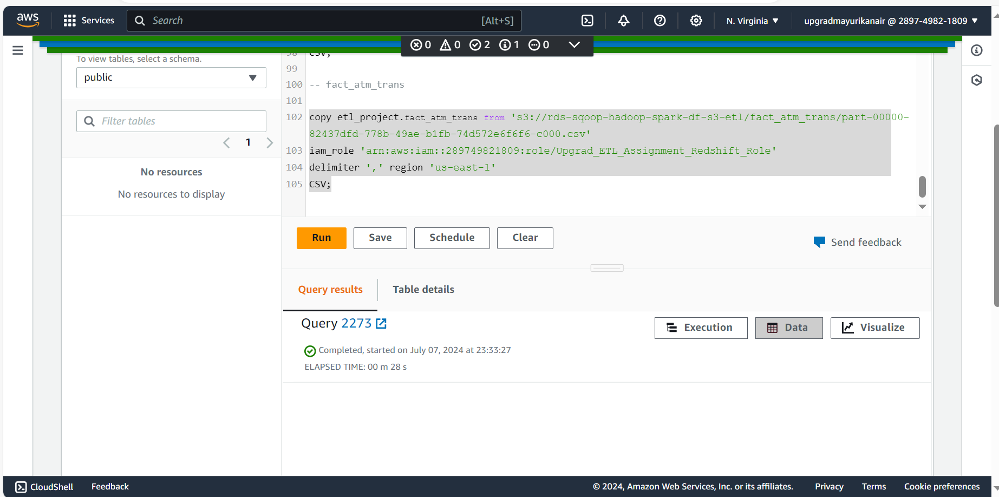 aws
Services
Search
[Alt+S]
N. Virginia
upgradmayurikanair @ 2897-4982-1809
0 0 2 1 0
To view tables, select a schema.
public
Filter tables
1
No resources
No resources to display
98 CSV;
99
100 -- fact_atm_trans
101
102 copy etl_project.fact_atm_trans from 's3://rds-sqoop-hadoop-spark-df-s3-etl/fact_atm_trans/part-00000-
82437dfd-778b-49ae-b1fb-74d572e6f6f6-c000.csv'
103 iam_role 'arn:aws:iam::289749821809:role/Upgrad_ETL_Assignment_Redshift_Role'
104 delimiter ',' region 'us-east-1'
105 CSV;
Run
Save
Schedule
Clear
Send feedback
Query results
Table details
Query 2273
Execution
Data
Visualize
Completed, started on July 07, 2024 at 23:33:27
ELAPSED TIME: 00 m 28 s
CloudShell
Feedback
© 2024, Amazon Web Services, Inc. or its affiliates.
Privacy
Terms
Cookie preferences